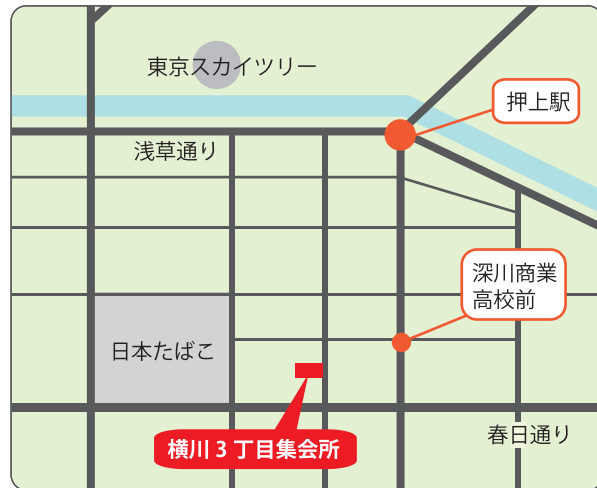 東京スカイツリー
押上駅
浅草通り
深川商業
高校前
日本たばこ
春日通り
横川3丁目集会所